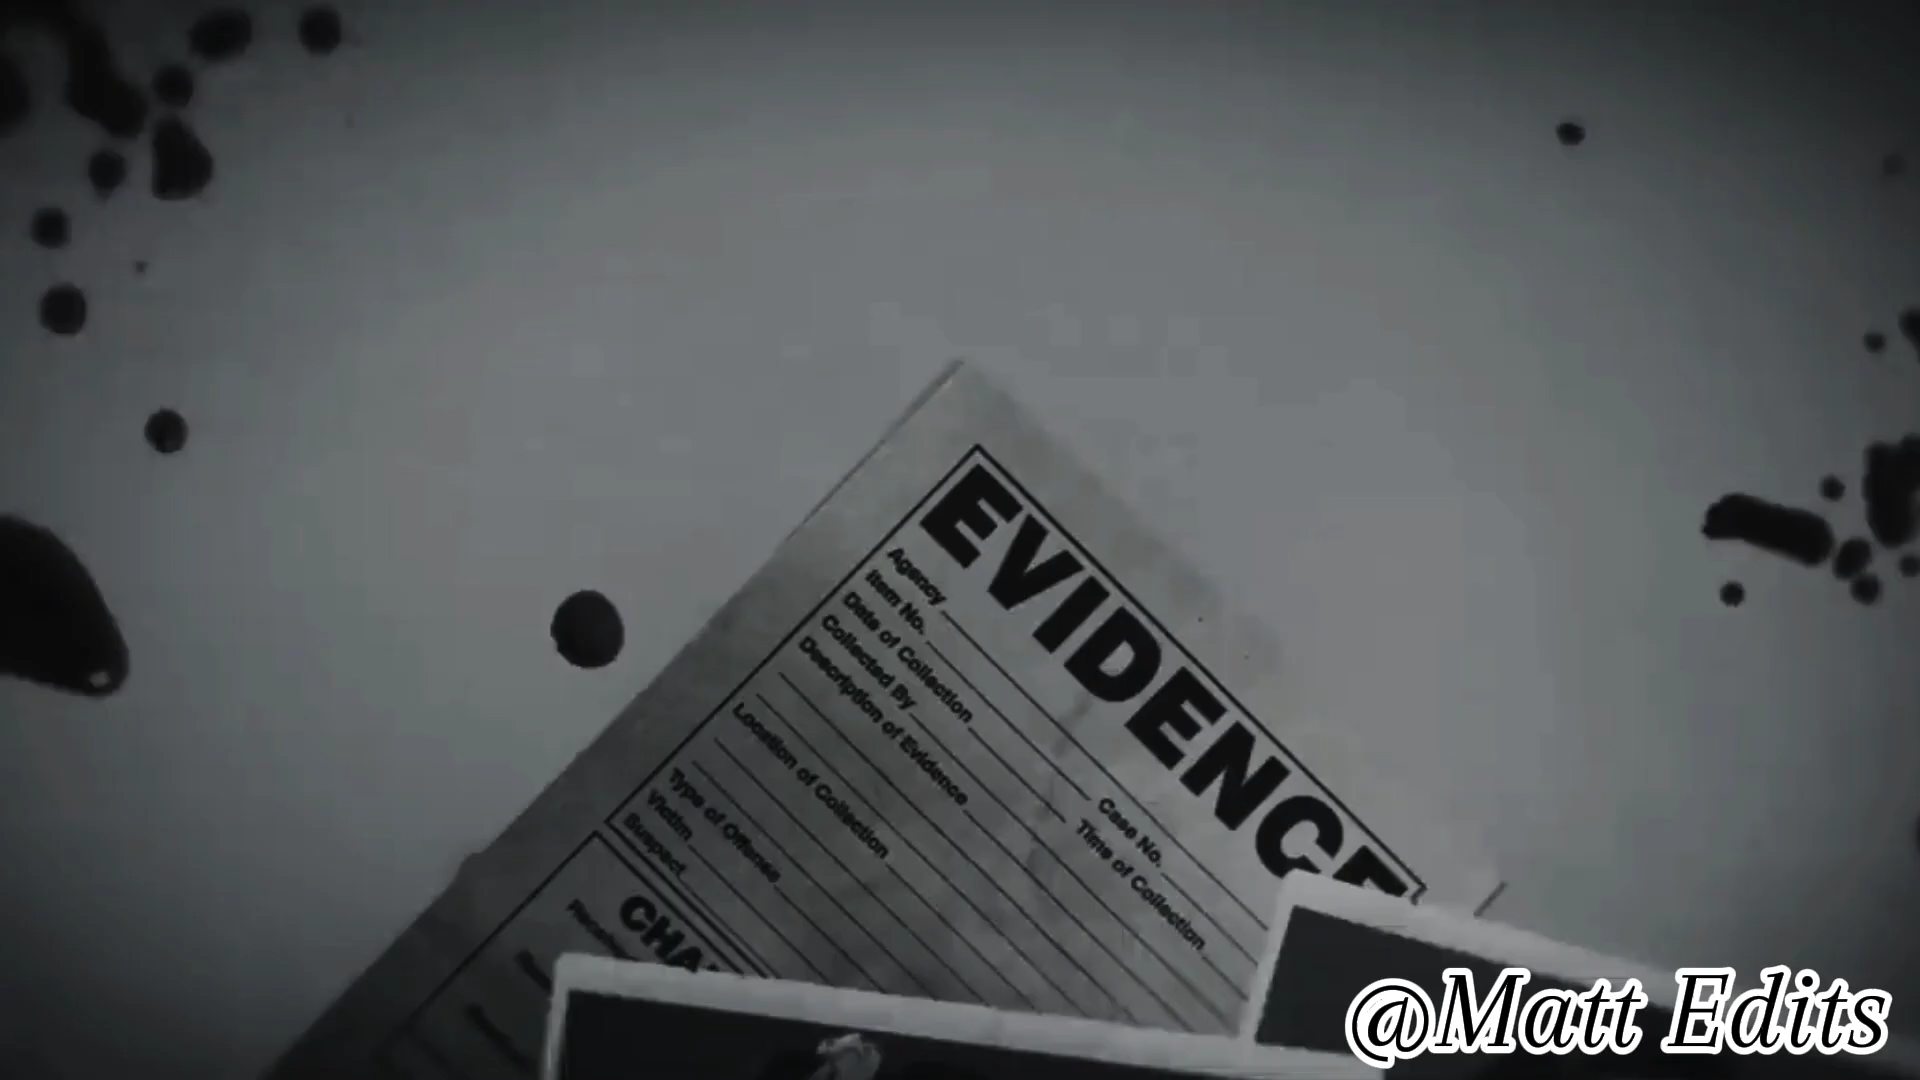 EVIDENCE
Agency
Case No.
Item No.
Time of Collection
Date of Collection
Collected By
Description of Evidence
Location of Collection
Type of Offense
Victim
Suspect
CHA
@Matt Edits